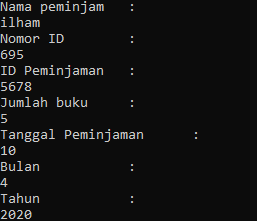 Nama peminjam   :
ilham
Nomor ID        :
695
ID Peminjaman   :
5678
Jumlah buku     :
5
Tanggal Peminjaman      :
10
Bulan           :
4
Tahun           :
2020